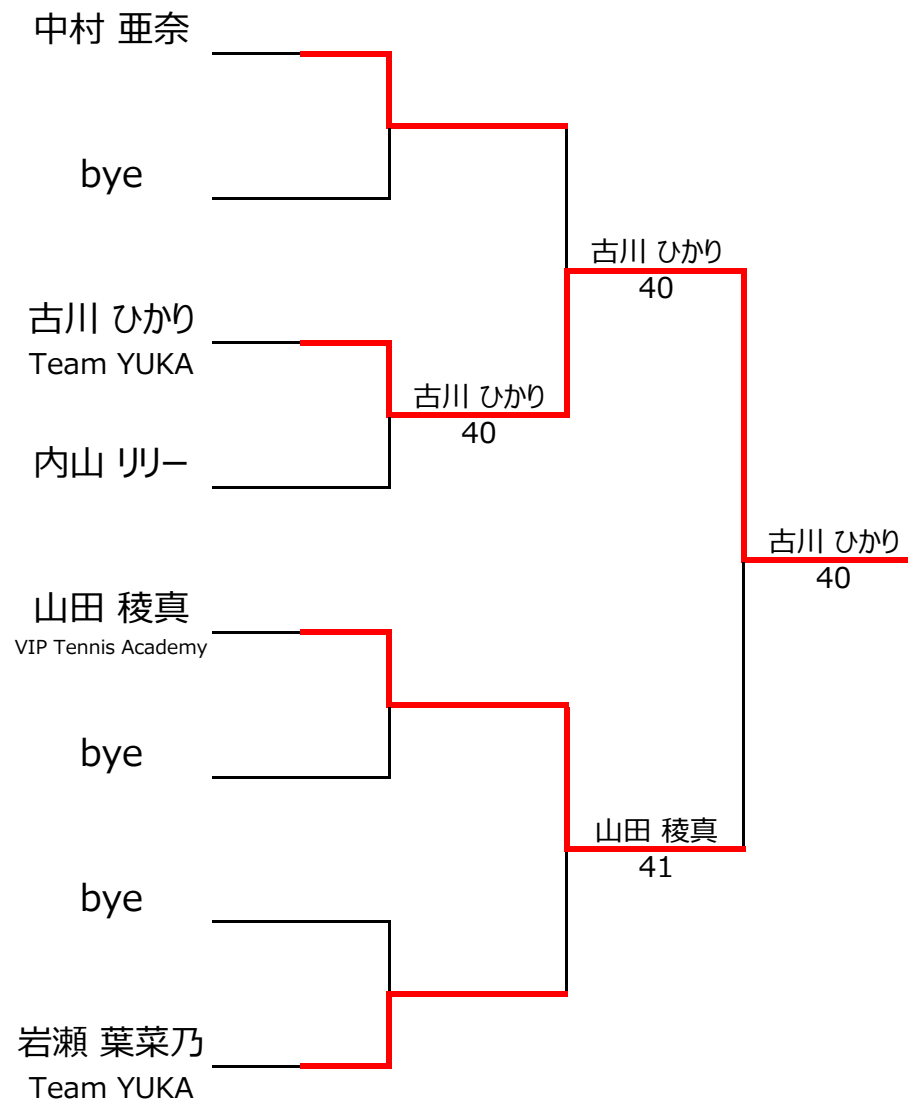 中村 亜奈
bye
古川 ひかり
40
古川 ひかり
Team YUKA
古川 ひかり
40
内山 リリー
古川 ひかり
40
山田 稜真
VIP Tennis Academy
bye
山田 稜真
41
bye
岩瀬 葉菜乃
Team YUKA